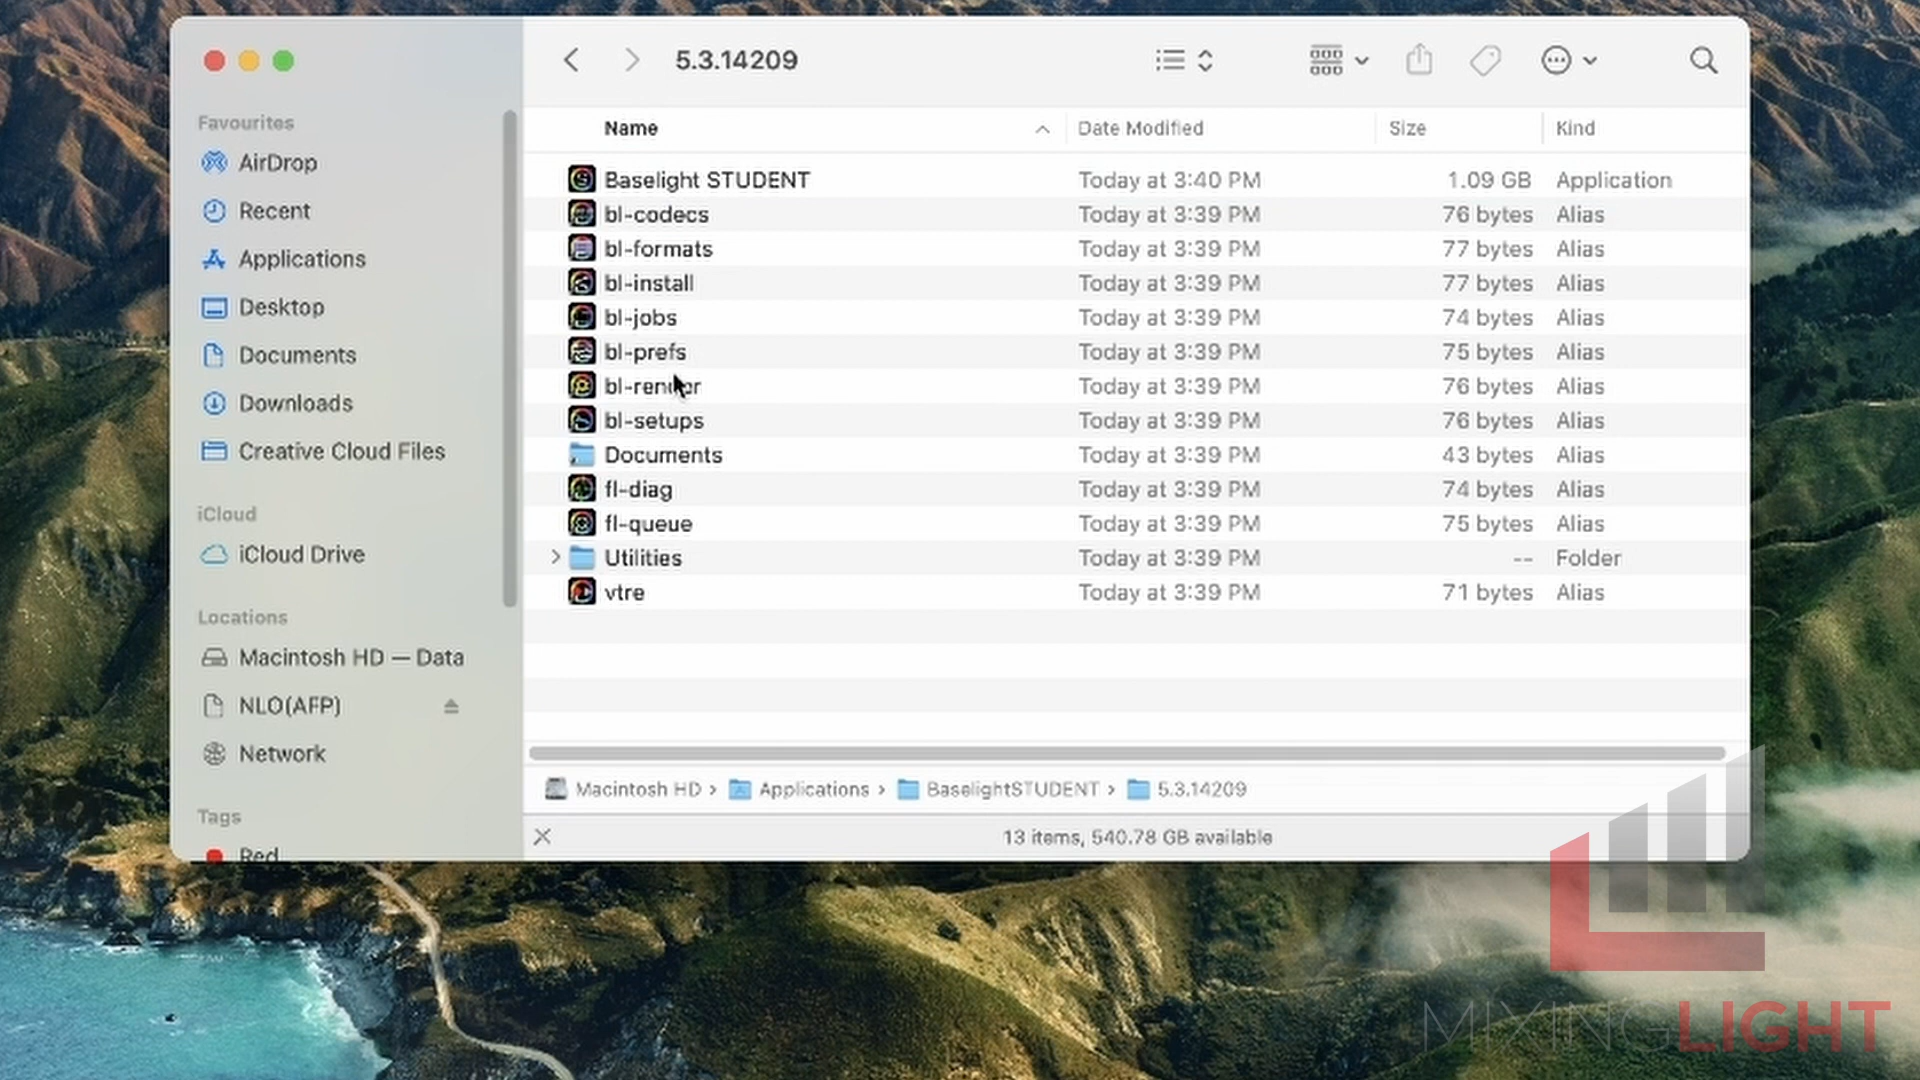 5.3.14209
Favourites
AirDrop
Recent
Applications
Desktop
Documents
Downloads
Creative Cloud Files
iCloud
iCloud Drive
Locations
Macintosh HD — Data
NLO(AFP)
Network
Tags
Red
Name Date Modified Size Kind
Baselight STUDENT Today at 3:40 PM 1.09 GB Application
bl-codecs Today at 3:39 PM 76 bytes Alias
bl-formats Today at 3:39 PM 77 bytes Alias
bl-install Today at 3:39 PM 77 bytes Alias
bl-jobs Today at 3:39 PM 74 bytes Alias
bl-prefs Today at 3:39 PM 75 bytes Alias
bl-render Today at 3:39 PM 76 bytes Alias
bl-setups Today at 3:39 PM 76 bytes Alias
Documents Today at 3:39 PM 43 bytes Alias
fl-diag Today at 3:39 PM 74 bytes Alias
fl-queue Today at 3:39 PM 75 bytes Alias
Utilities Today at 3:39 PM -- Folder
vtre Today at 3:39 PM 71 bytes Alias
Macintosh HD › Applications › BaselightSTUDENT › 5.3.14209
13 items, 540.78 GB available
MIXINGLIGHT